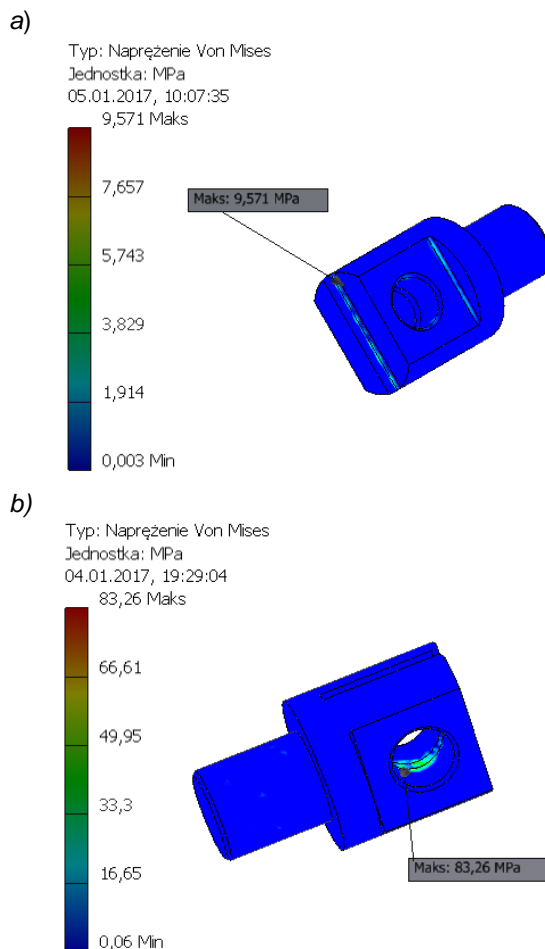 a)
Typ: Naprężenie Von Mises
Jednostka: MPa
05.01.2017, 10:07:35
9,571 Maks
7,657
Maks: 9,571 MPa
5,743
3,829
1,914
0,003 Min
b)
Typ: Naprężenie Von Mises
Jednostka: MPa
04.01.2017, 19:29:04
83,26 Maks
66,61
49,95
33,3
16,65
Maks: 83,26 MPa
0,06 Min